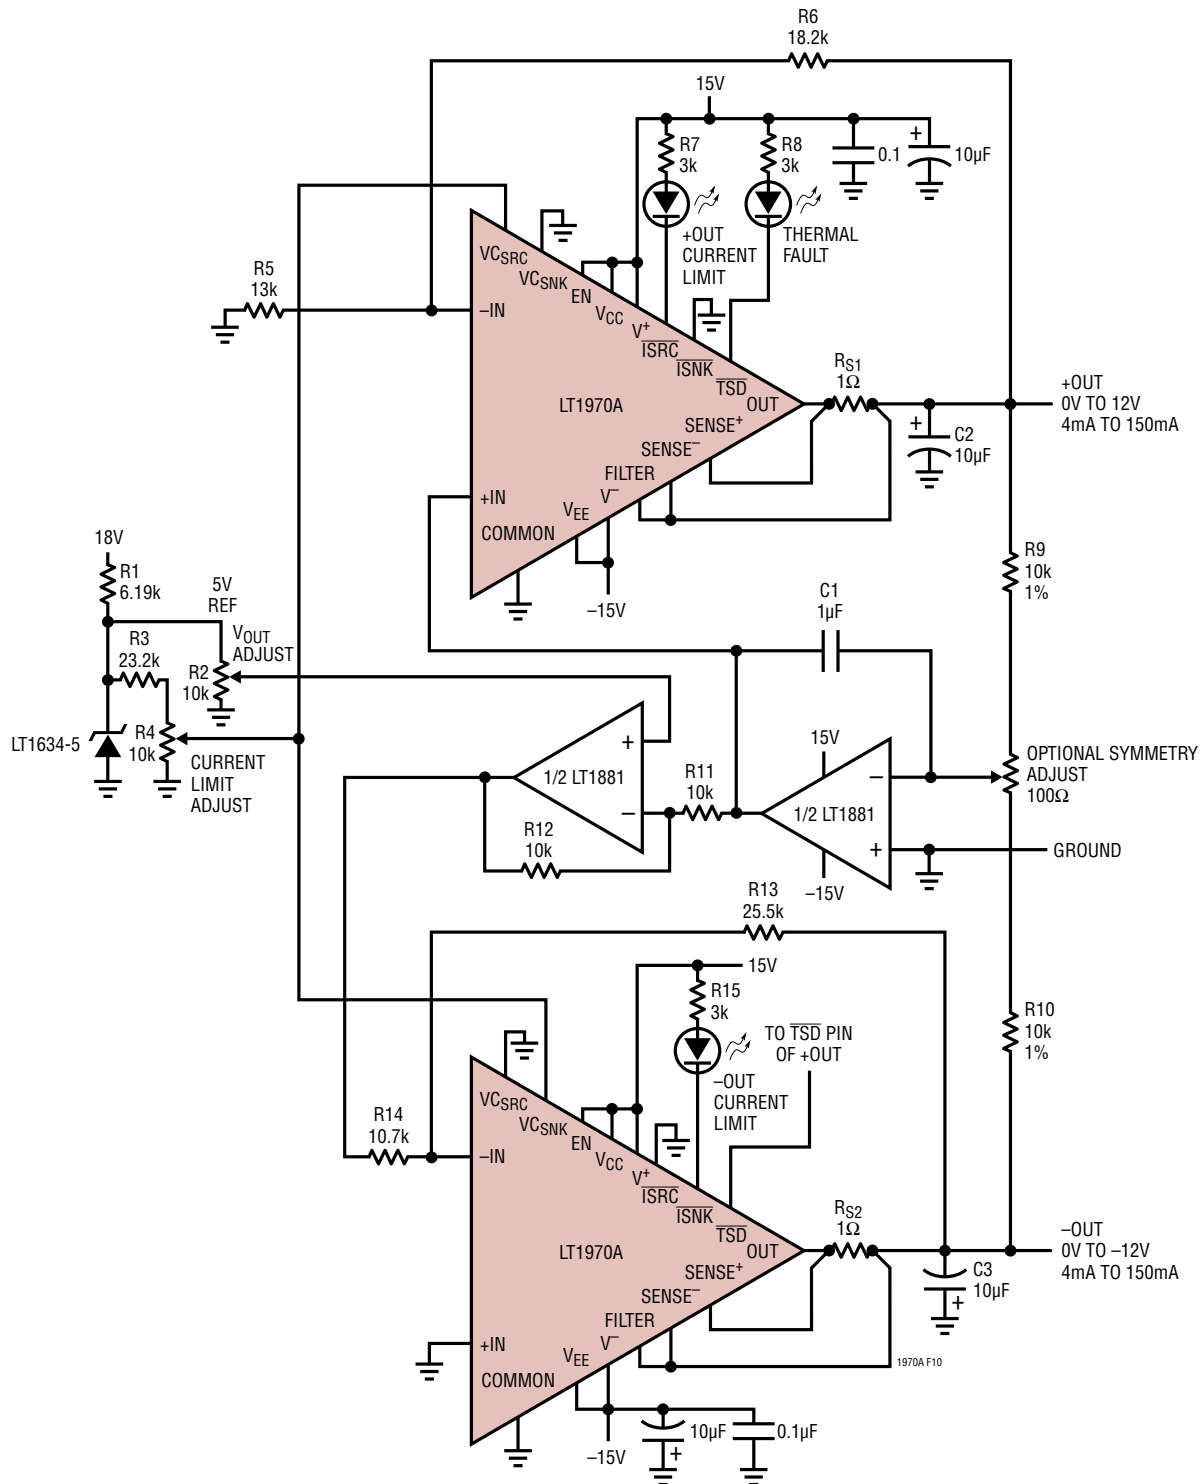 R6
18.2k
15V
R7
3k
R8
3k
0.1
+
10µF
+OUT
CURRENT
LIMIT
THERMAL
FAULT
VCSRC
VCSNK
EN
VCC
V+
ISRC
ISNK
TSD
OUT
R5
13k
–IN
LT1970A
SENSE+
SENSE–
FILTER
V–
VEE
+IN
COMMON
–15V
RS1
1Ω
+
C2
10µF
+OUT
0V TO 12V
4mA TO 150mA
18V
R1
6.19k
5V
REF
VOUT
ADJUST
R3
23.2k
R2
10k
LT1634-5
R4
10k
CURRENT
LIMIT
ADJUST
R9
10k
1%
C1
1µF
+
1/2 LT1881
–
R11
10k
R12
10k
15V
–
1/2 LT1881
+
–15V
OPTIONAL SYMMETRY
ADJUST
100Ω
GROUND
R13
25.5k
15V
R15
3k
–OUT
CURRENT
LIMIT
TO TSD PIN
OF +OUT
R10
10k
1%
R14
10.7k
VCSRC
VCSNK
EN
VCC
V+
ISRC
ISNK
TSD
OUT
–IN
LT1970A
SENSE+
SENSE–
FILTER
V–
VEE
+IN
COMMON
RS2
1Ω
C3
10µF
+
–OUT
0V TO –12V
4mA TO 150mA
1970A F10
–15V
10µF
+
0.1µF